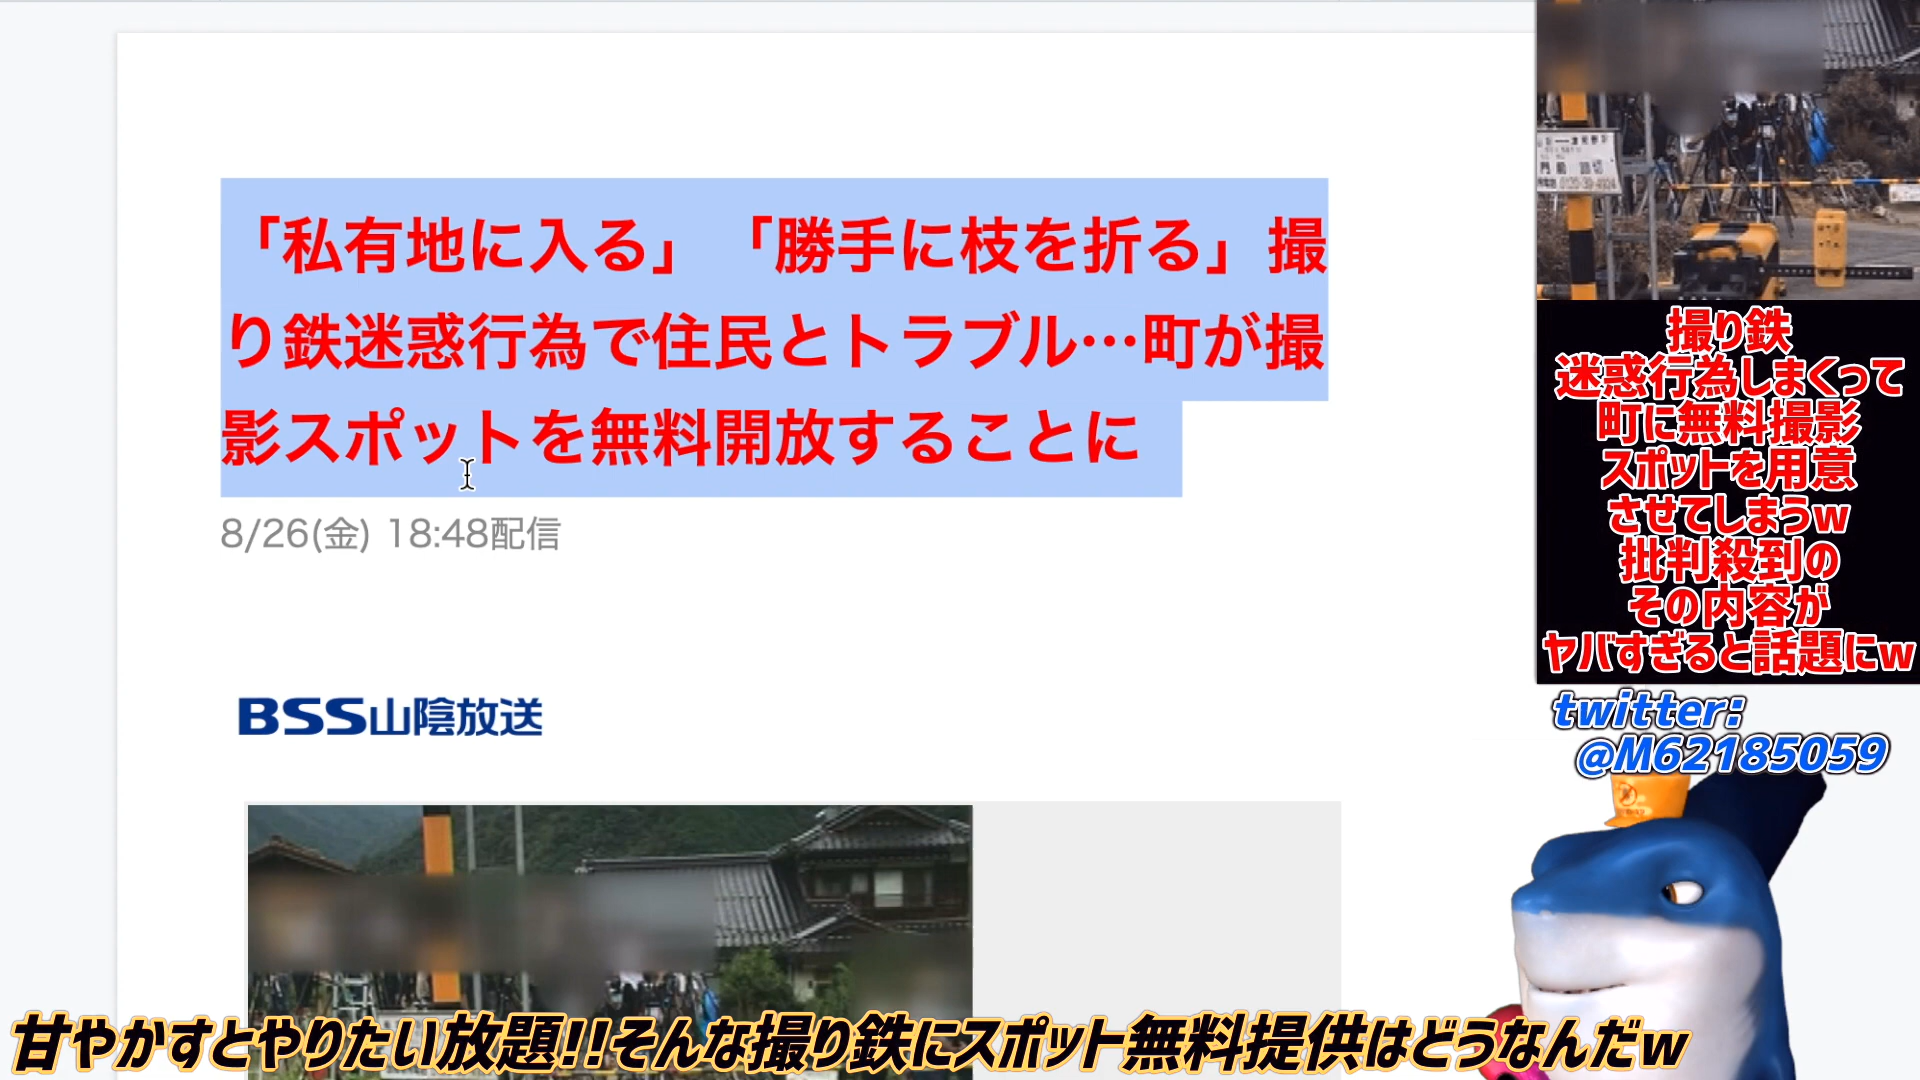 「私有地に入る」「勝手に枝を折る」撮
り鉄迷惑行為で住民とトラブル…町が撮
影スポットを無料開放することに
8/26(金) 18:48配信
BSS山陰放送
撮り鉄
迷惑行為しまくって
町に無料撮影
スポットを用意
させてしまうw
批判殺到の
その内容が
ヤバすぎると話題にw
twitter:
@M62185059
甘やかすとやりたい放題!!そんな撮り鉄にスポット無料提供はどうなんだw